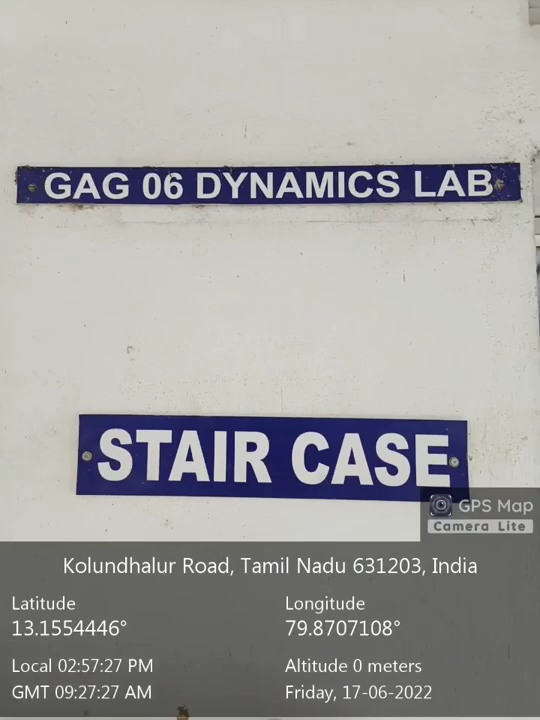 GAG 06 DYNAMICS LAB
STAIR CASE
GPS Map
Camera Lite
Kolundhalur Road, Tamil Nadu 631203, India
Latitude Longitude
13.1554446° 79.8707108°
Local 02:57:27 PM Altitude 0 meters
GMT 09:27:27 AM Friday, 17-06-2022